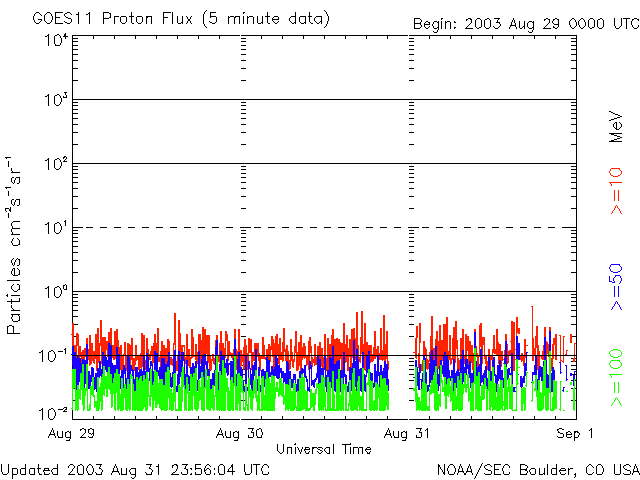 GOES11 Proton Flux (5 minute data)
Begin: 2003 Aug 29 0000 UTC
10⁴
10³
10²
10¹
10⁰
10⁻¹
10⁻²
Particles cm⁻²s⁻¹sr⁻¹
>=10 MeV
>=50
>=100
Aug 29
Aug 30
Aug 31
Sep 1
Universal Time
Updated 2003 Aug 31 23:56:04 UTC
NOAA/SEC Boulder, CO USA